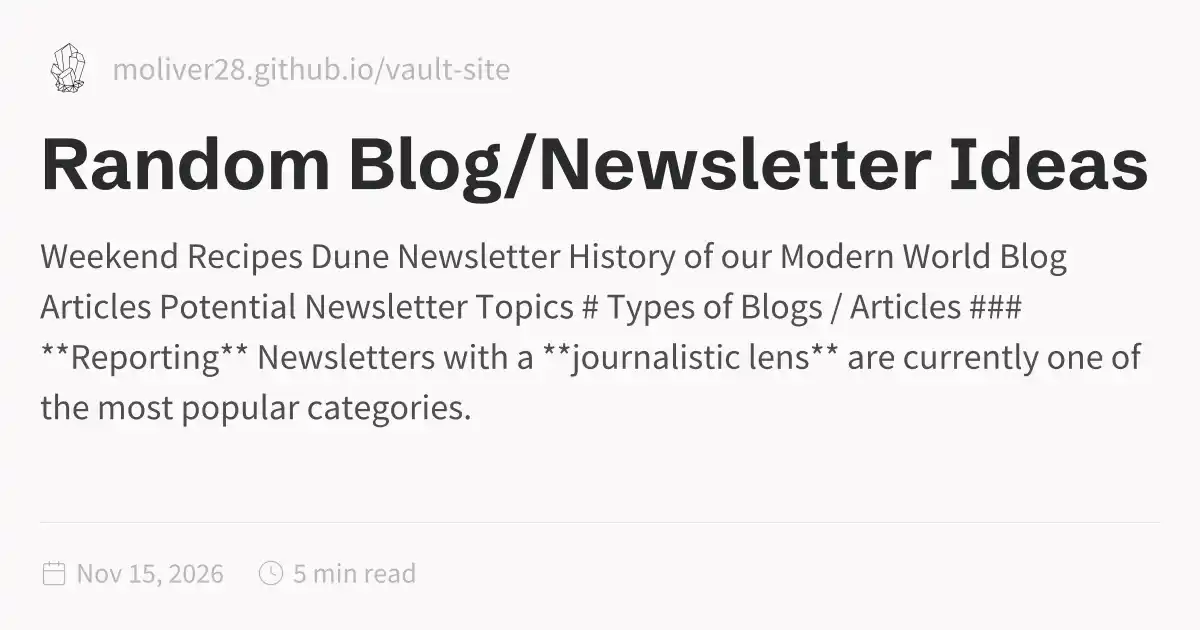 moliver28.github.io/vault-site
Random Blog/Newsletter Ideas
Weekend Recipes Dune Newsletter History of our Modern World Blog
Articles Potential Newsletter Topics # Types of Blogs / Articles ###
**Reporting** Newsletters with a **journalistic lens** are currently one of
the most popular categories.
Nov 15, 2026 5 min read